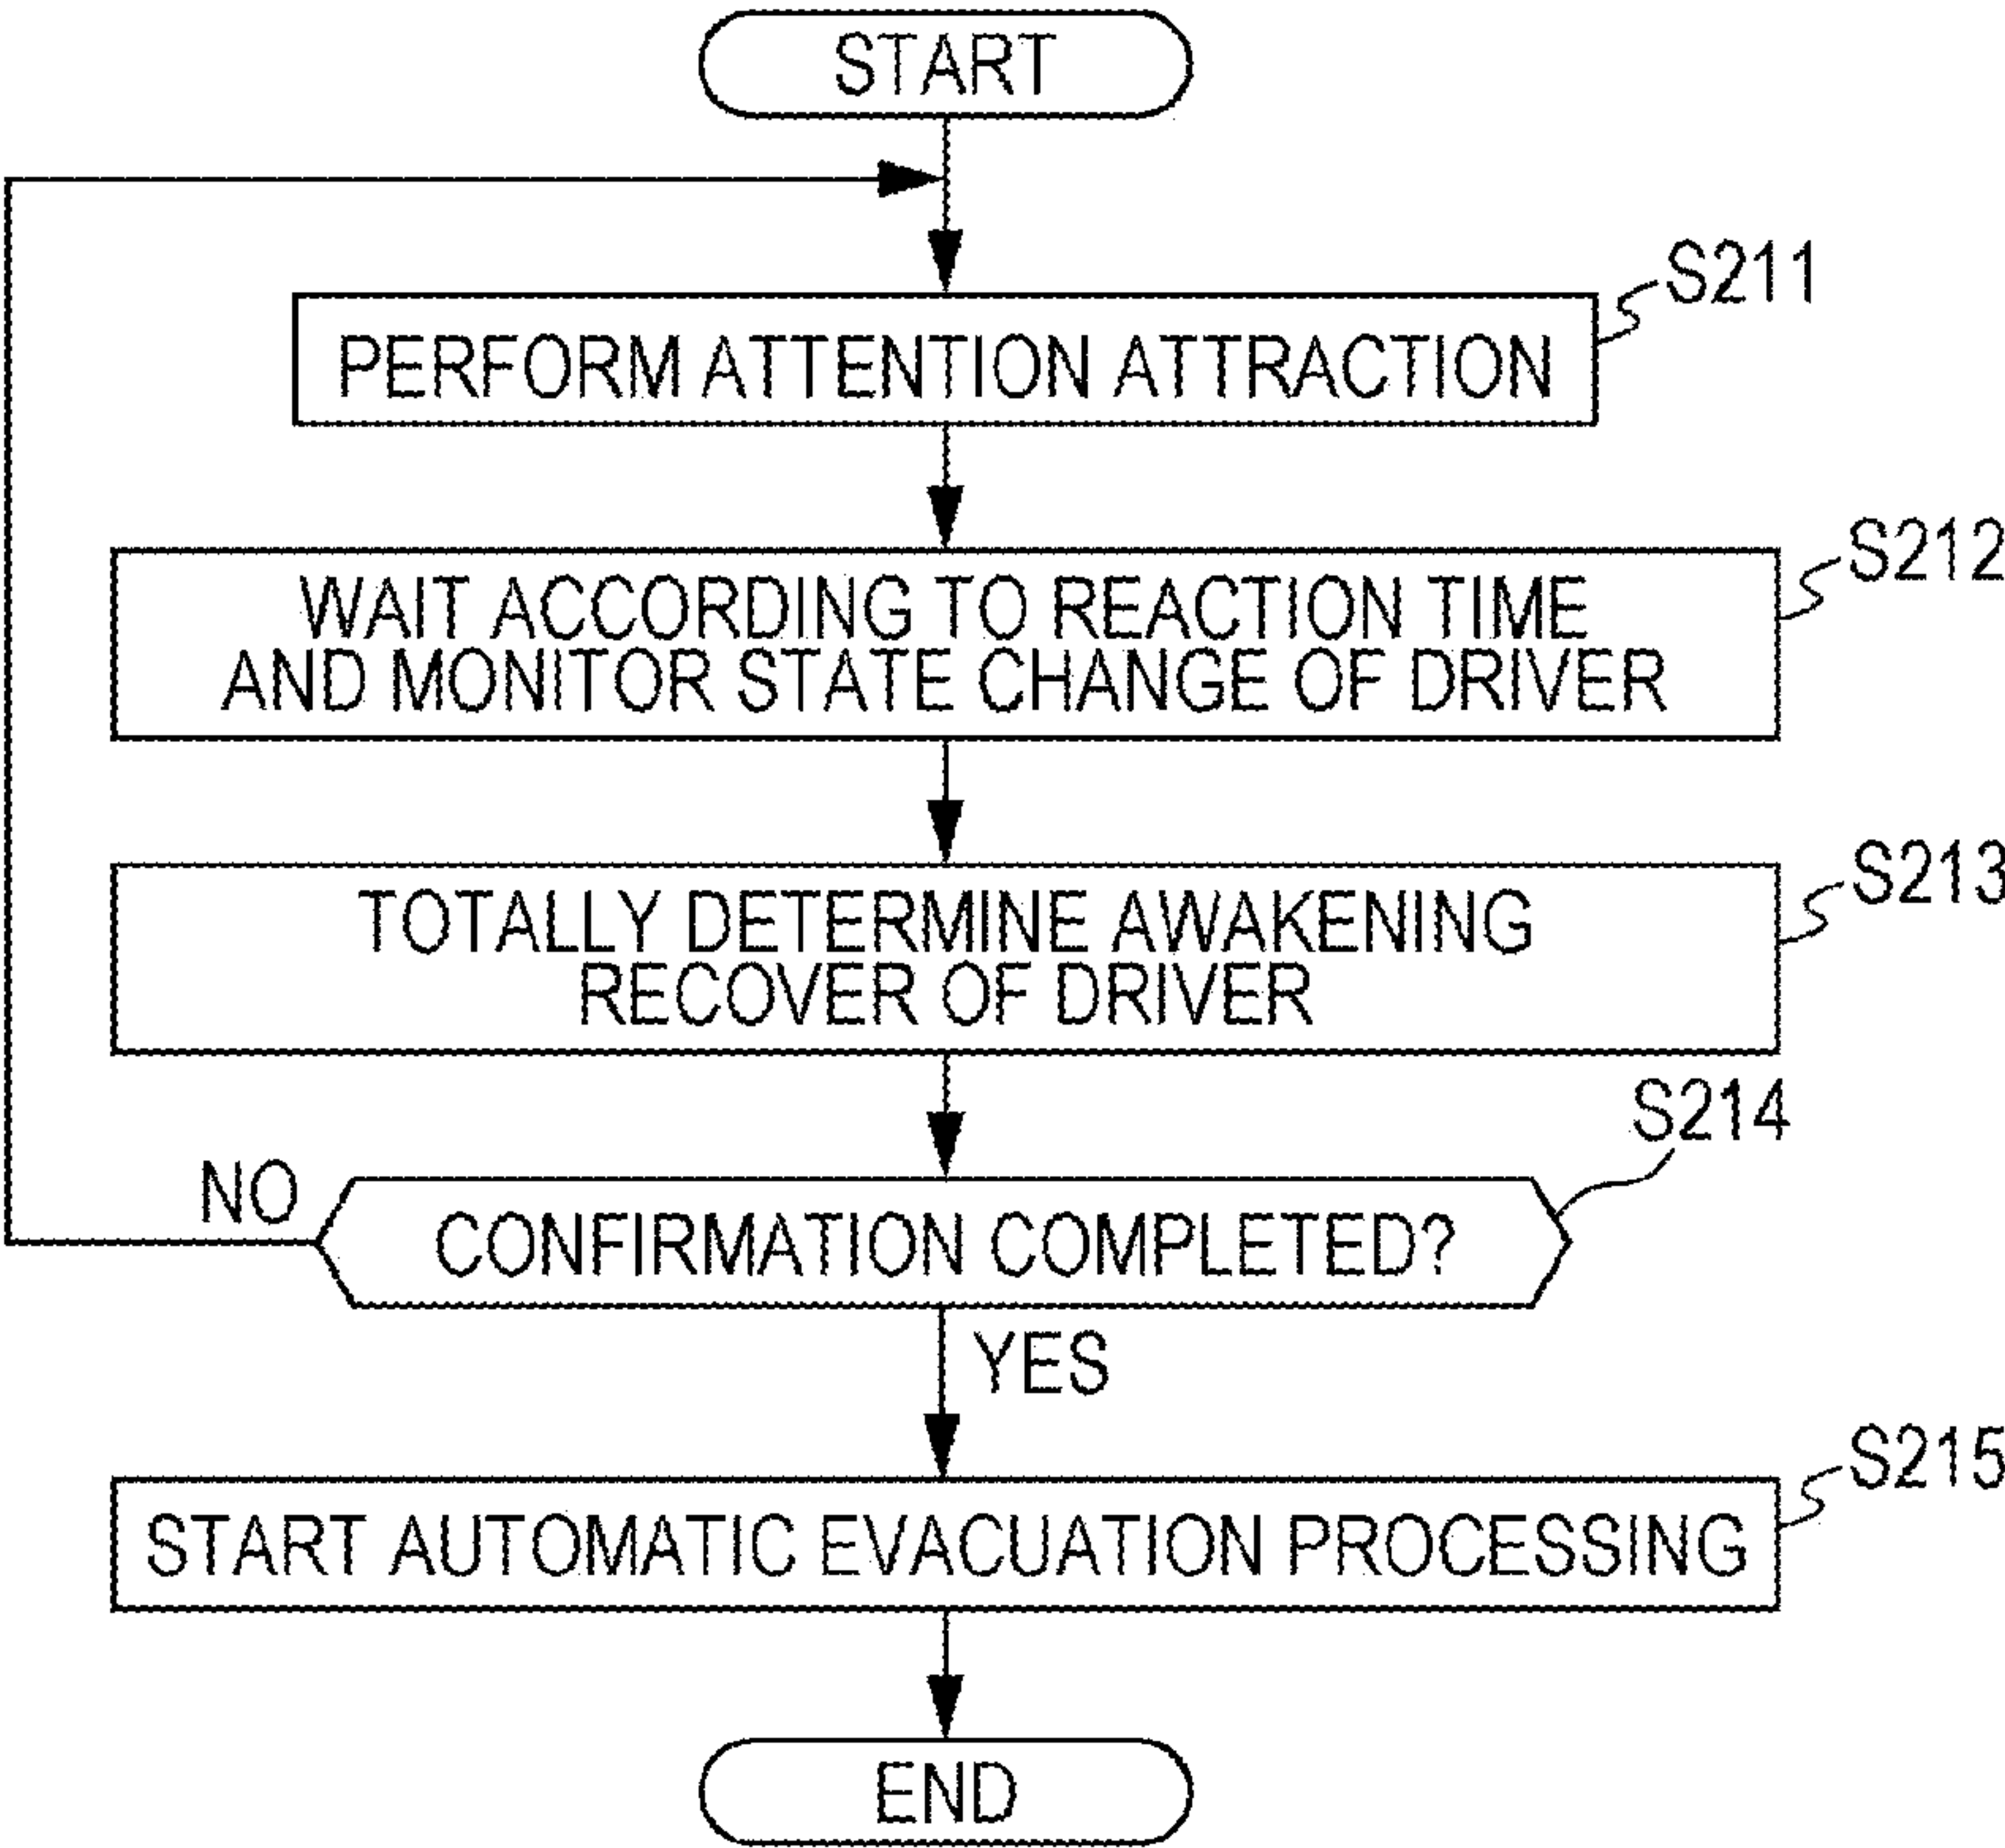 START
S211
PERFORM ATTENTION ATTRACTION
S212
WAIT ACCORDING TO REACTION TIME
AND MONITOR STATE CHANGE OF DRIVER
S213
TOTALLY DETERMINE AWAKENING
RECOVER OF DRIVER
S214
NO
CONFIRMATION COMPLETED?
YES
S215
START AUTOMATIC EVACUATION PROCESSING
END